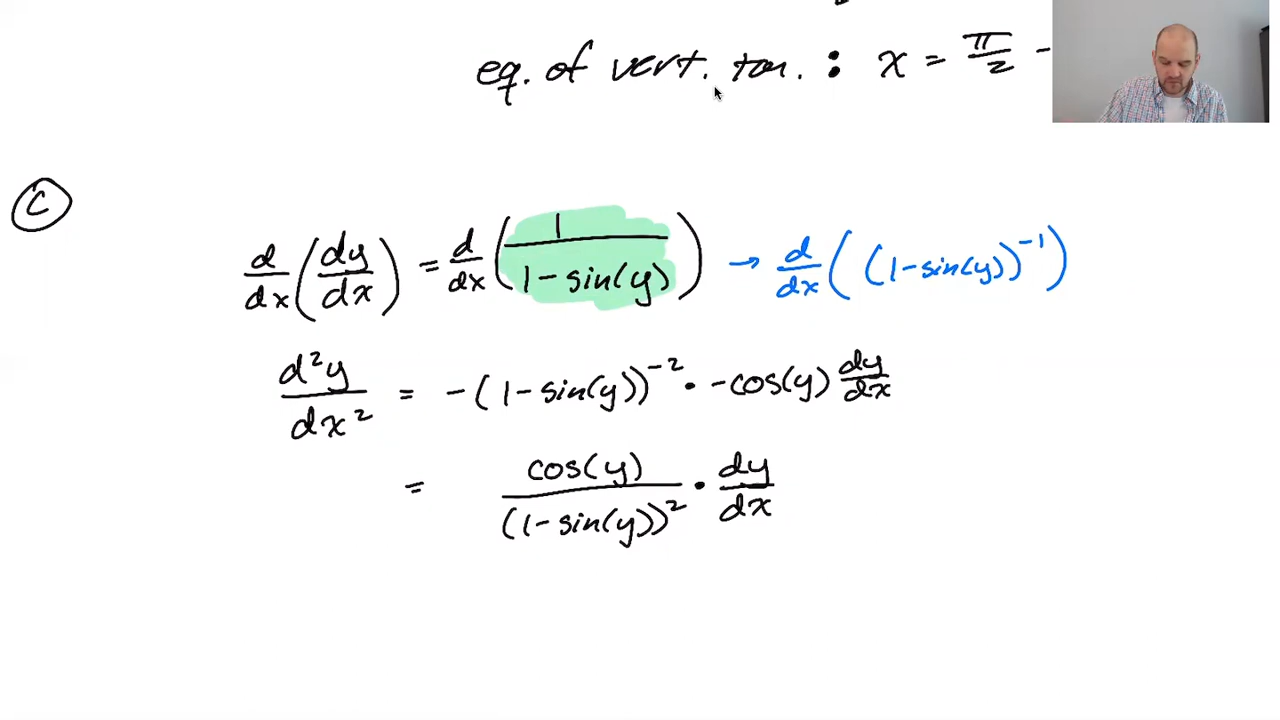 eq. of vert. tan. : x = π/2 -
C
d/dx (dy/dx) = d/dx (1/(1-sin(y))) → d/dx ((1-sin(y))⁻¹)
d²y/dx² = -(1-sin(y))⁻² • -cos(y) dy/dx
= cos(y)/(1-sin(y))² • dy/dx